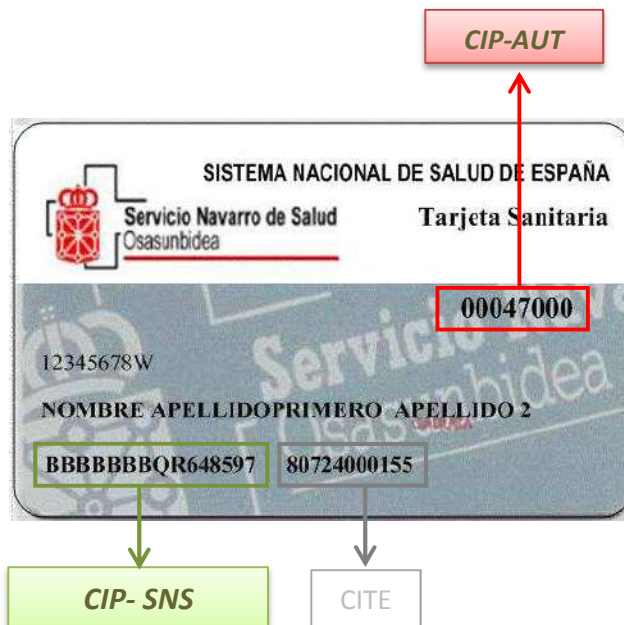 CIP-AUT
SISTEMA NACIONAL DE SALUD DE ESPAÑA
Servicio Navarro de Salud
Osasunbidea
Tarjeta Sanitaria
00047000
12345678W
NOMBRE APELLIDOPRIMERO APELLIDO 2
BBBBBBBQR648597 80724000155
CIP- SNS
CITE